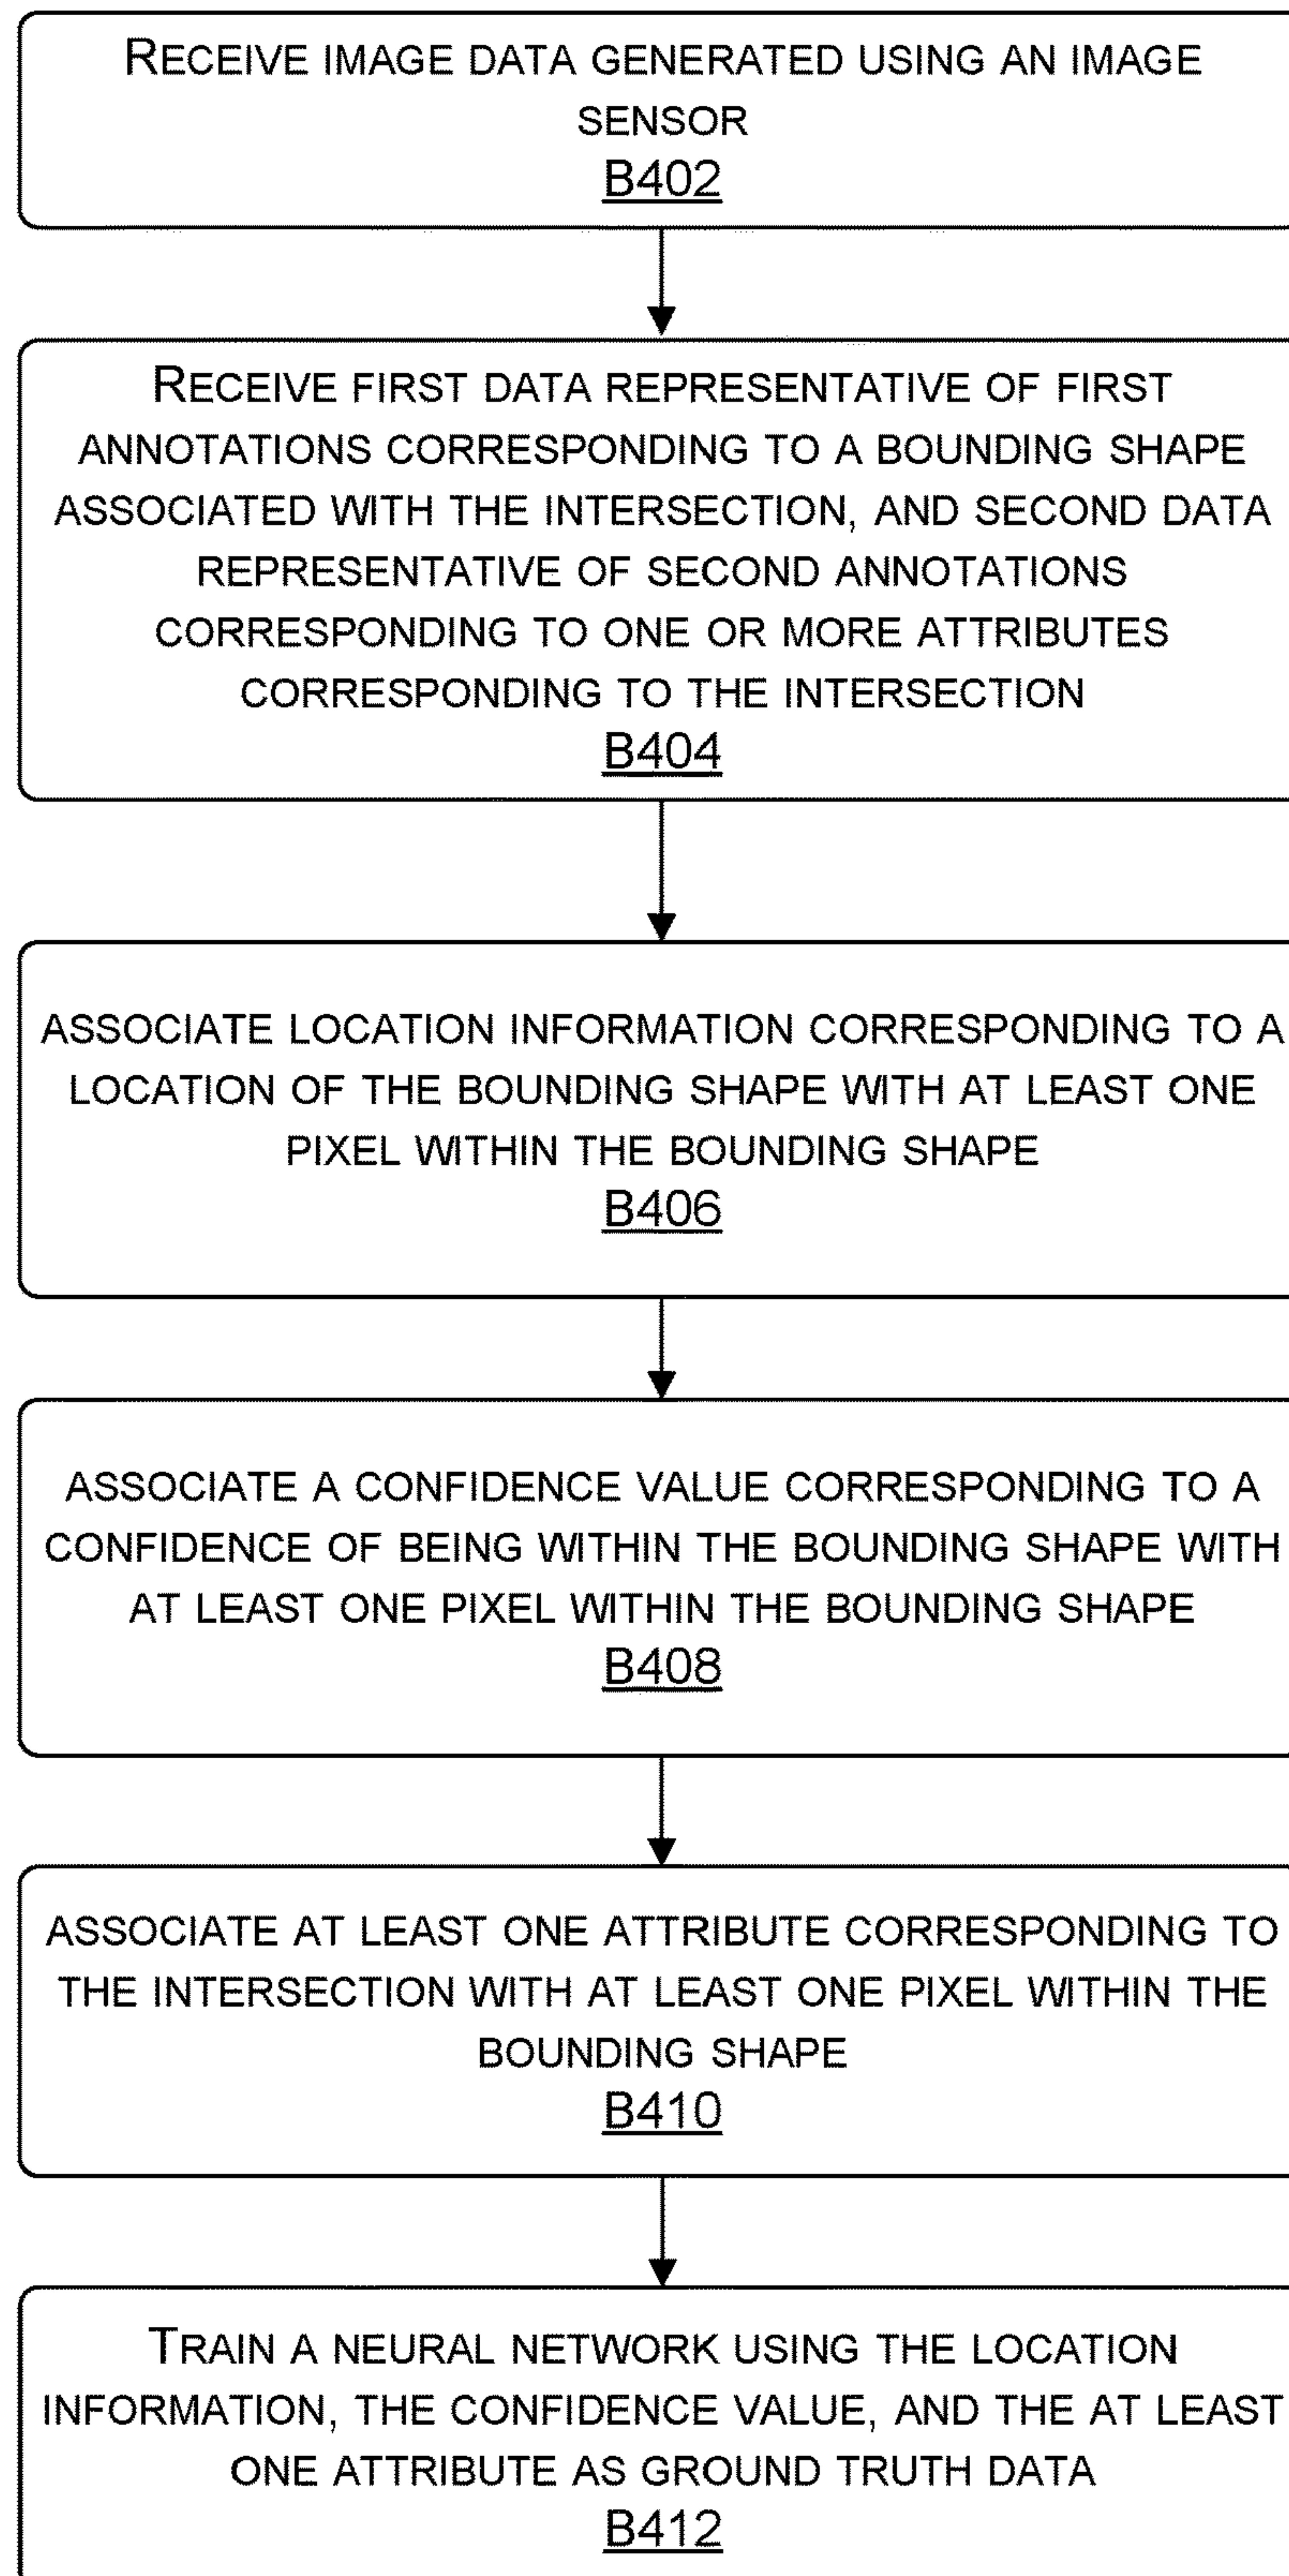 RECEIVE IMAGE DATA GENERATED USING AN IMAGE
SENSOR
B402
RECEIVE FIRST DATA REPRESENTATIVE OF FIRST
ANNOTATIONS CORRESPONDING TO A BOUNDING SHAPE
ASSOCIATED WITH THE INTERSECTION, AND SECOND DATA
REPRESENTATIVE OF SECOND ANNOTATIONS
CORRESPONDING TO ONE OR MORE ATTRIBUTES
CORRESPONDING TO THE INTERSECTION
B404
ASSOCIATE LOCATION INFORMATION CORRESPONDING TO A
LOCATION OF THE BOUNDING SHAPE WITH AT LEAST ONE
PIXEL WITHIN THE BOUNDING SHAPE
B406
ASSOCIATE A CONFIDENCE VALUE CORRESPONDING TO A
CONFIDENCE OF BEING WITHIN THE BOUNDING SHAPE WITH
AT LEAST ONE PIXEL WITHIN THE BOUNDING SHAPE
B408
ASSOCIATE AT LEAST ONE ATTRIBUTE CORRESPONDING TO
THE INTERSECTION WITH AT LEAST ONE PIXEL WITHIN THE
BOUNDING SHAPE
B410
TRAIN A NEURAL NETWORK USING THE LOCATION
INFORMATION, THE CONFIDENCE VALUE, AND THE AT LEAST
ONE ATTRIBUTE AS GROUND TRUTH DATA
B412